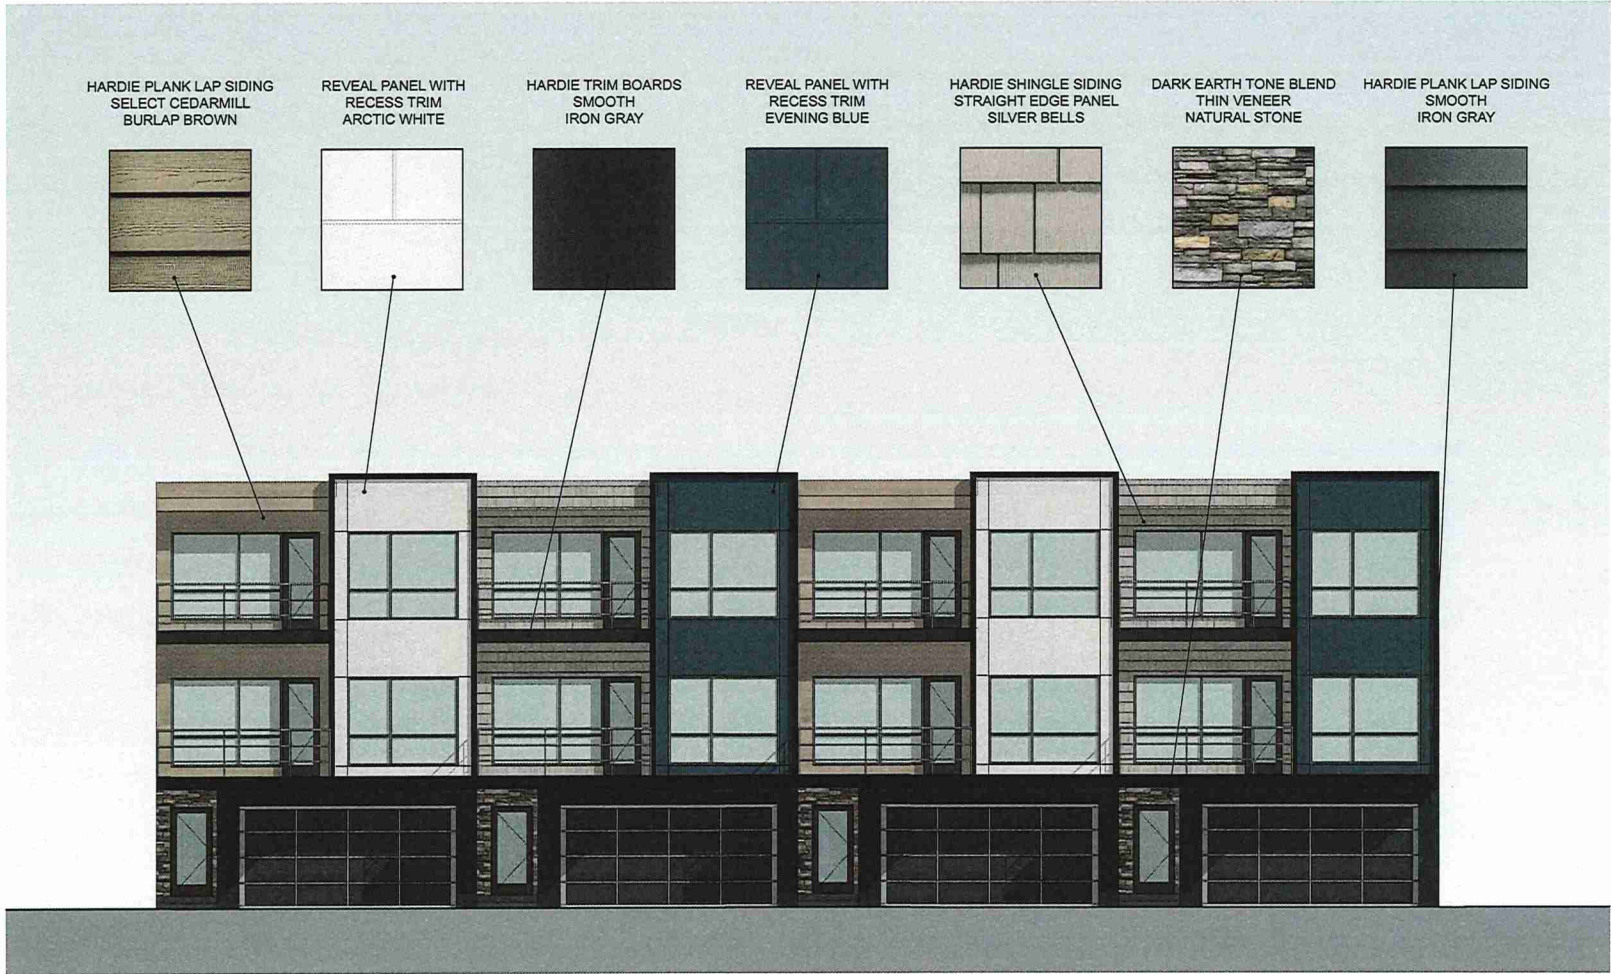 HARDIE PLANK LAP SIDING
SELECT CEDARMILL
BURLAP BROWN
REVEAL PANEL WITH
RECESS TRIM
ARCTIC WHITE
HARDIE TRIM BOARDS
SMOOTH
IRON GRAY
REVEAL PANEL WITH
RECESS TRIM
EVENING BLUE
HARDIE SHINGLE SIDING
STRAIGHT EDGE PANEL
SILVER BELLS
DARK EARTH TONE BLEND
THIN VENEER
NATURAL STONE
HARDIE PLANK LAP SIDING
SMOOTH
IRON GRAY